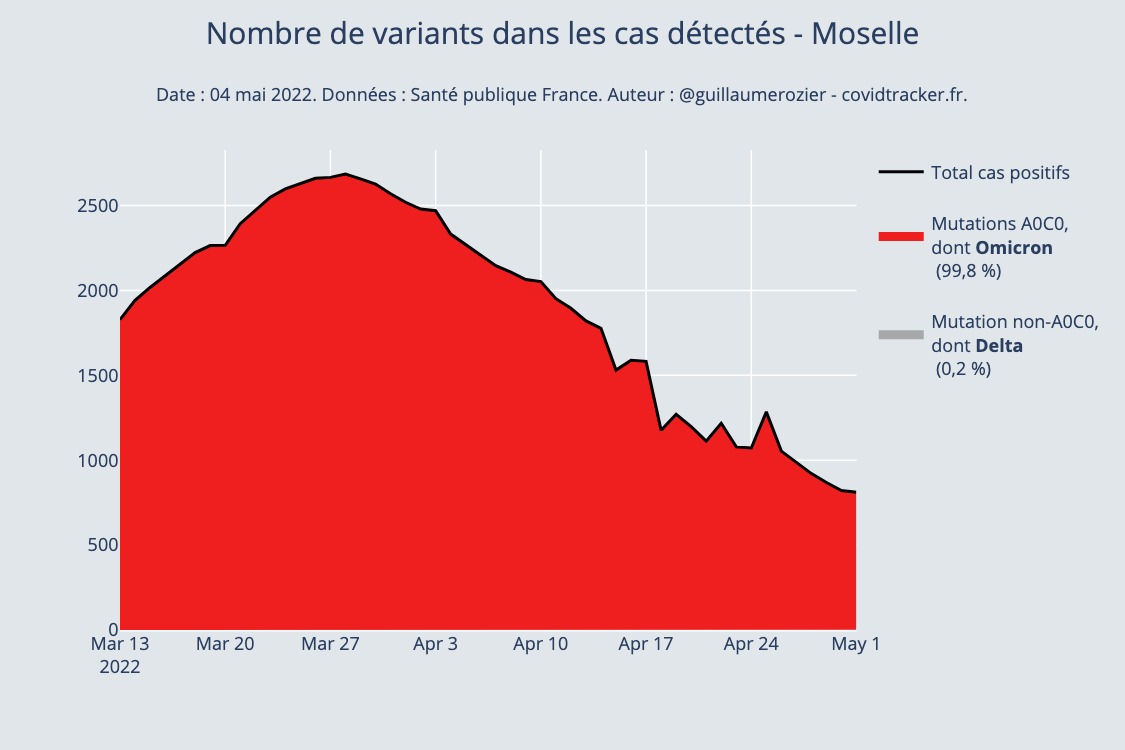 Nombre de variants dans les cas détectés - Moselle
Date : 04 mai 2022. Données : Santé publique France. Auteur : @guillaumerozier - covidtracker.fr.
Total cas positifs
Mutations A0C0,
dont Omicron
(99,8 %)
Mutation non-A0C0,
dont Delta
(0,2 %)
2500
2000
1500
1000
500
0
Mar 13 Mar 20 Mar 27 Apr 3 Apr 10 Apr 17 Apr 24 May 1
2022